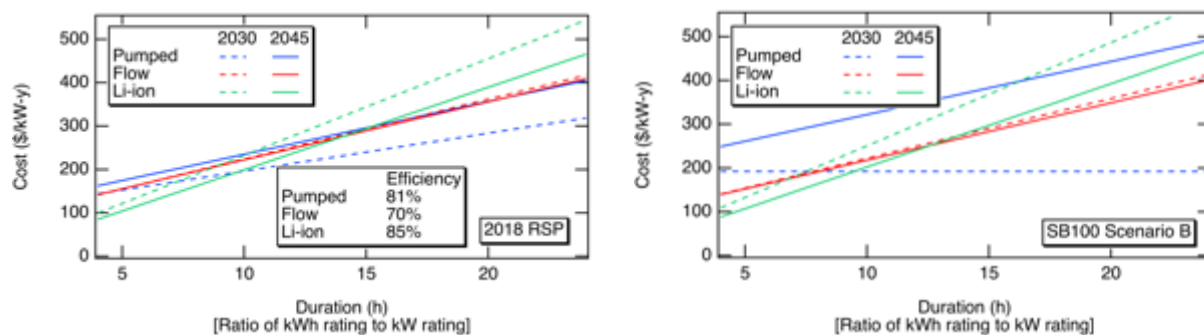 500
400
300
200
100
0
Cost ($/kW-y)
2030 2045
Pumped
Flow
Li-ion
Efficiency
Pumped 81%
Flow 70%
Li-ion 85%
2018 RSP
5 10 15 20
Duration (h)
[Ratio of kWh rating to kW rating]
500
400
300
200
100
0
Cost ($/kW-y)
2030 2045
Pumped
Flow
Li-ion
SB100 Scenario B
5 10 15 20
Duration (h)
[Ratio of kWh rating to kW rating]